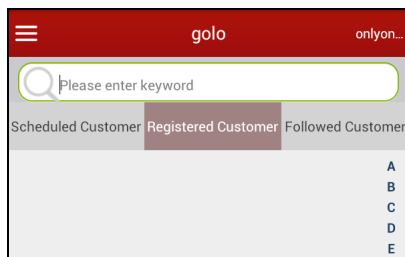 golo onlyon…
Please enter keyword
Scheduled Customer Registered Customer Followed Customer
A
B
C
D
E